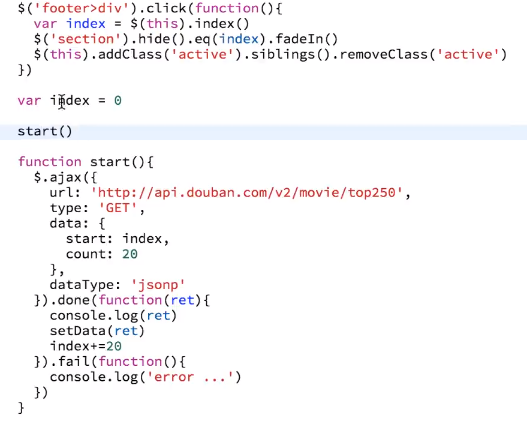 $('footer>div').click(function(){
  var index = $(this).index()
  $('section').hide().eq(index).fadeIn()
  $(this).addClass('active').siblings().removeClass('active')
})
var index = 0
start()
function start(){
  $.ajax({
    url: 'http://api.douban.com/v2/movie/top250',
    type: 'GET',
    data: {
      start: index,
      count: 20
    },
    dataType: 'jsonp'
  }).done(function(ret){
    console.log(ret)
    setData(ret)
    index+=20
  }).fail(function(){
    console.log('error ...')
  })
}